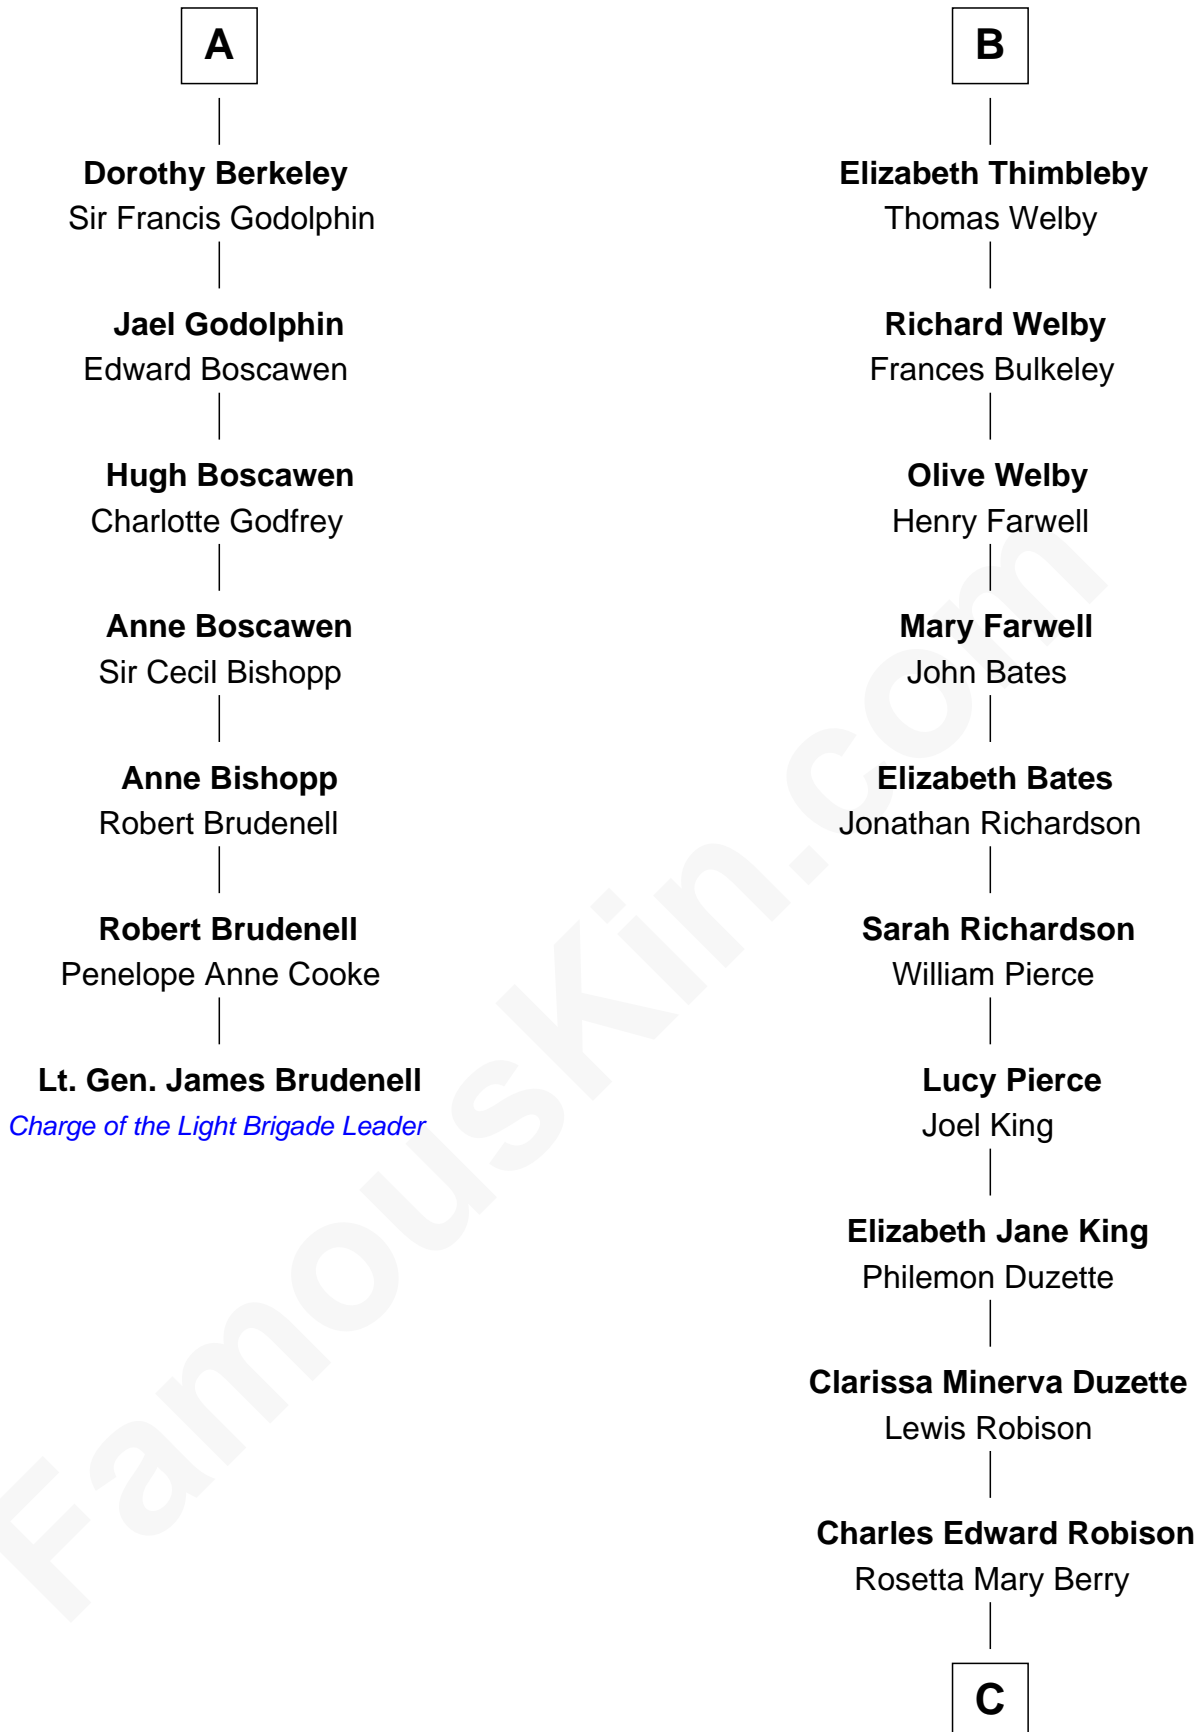 A
Dorothy Berkeley
Sir Francis Godolphin
Jael Godolphin
Edward Boscawen
Hugh Boscawen
Charlotte Godfrey
Anne Boscawen
Sir Cecil Bishopp
Anne Bishopp
Robert Brudenell
Robert Brudenell
Penelope Anne Cooke
Lt. Gen. James Brudenell
Charge of the Light Brigade Leader
B
Elizabeth Thimbleby
Thomas Welby
Richard Welby
Frances Bulkeley
Olive Welby
Henry Farwell
Mary Farwell
John Bates
Elizabeth Bates
Jonathan Richardson
Sarah Richardson
William Pierce
Lucy Pierce
Joel King
Elizabeth Jane King
Philemon Duzette
Clarissa Minerva Duzette
Lewis Robison
Charles Edward Robison
Rosetta Mary Berry
C
FamousKin.com